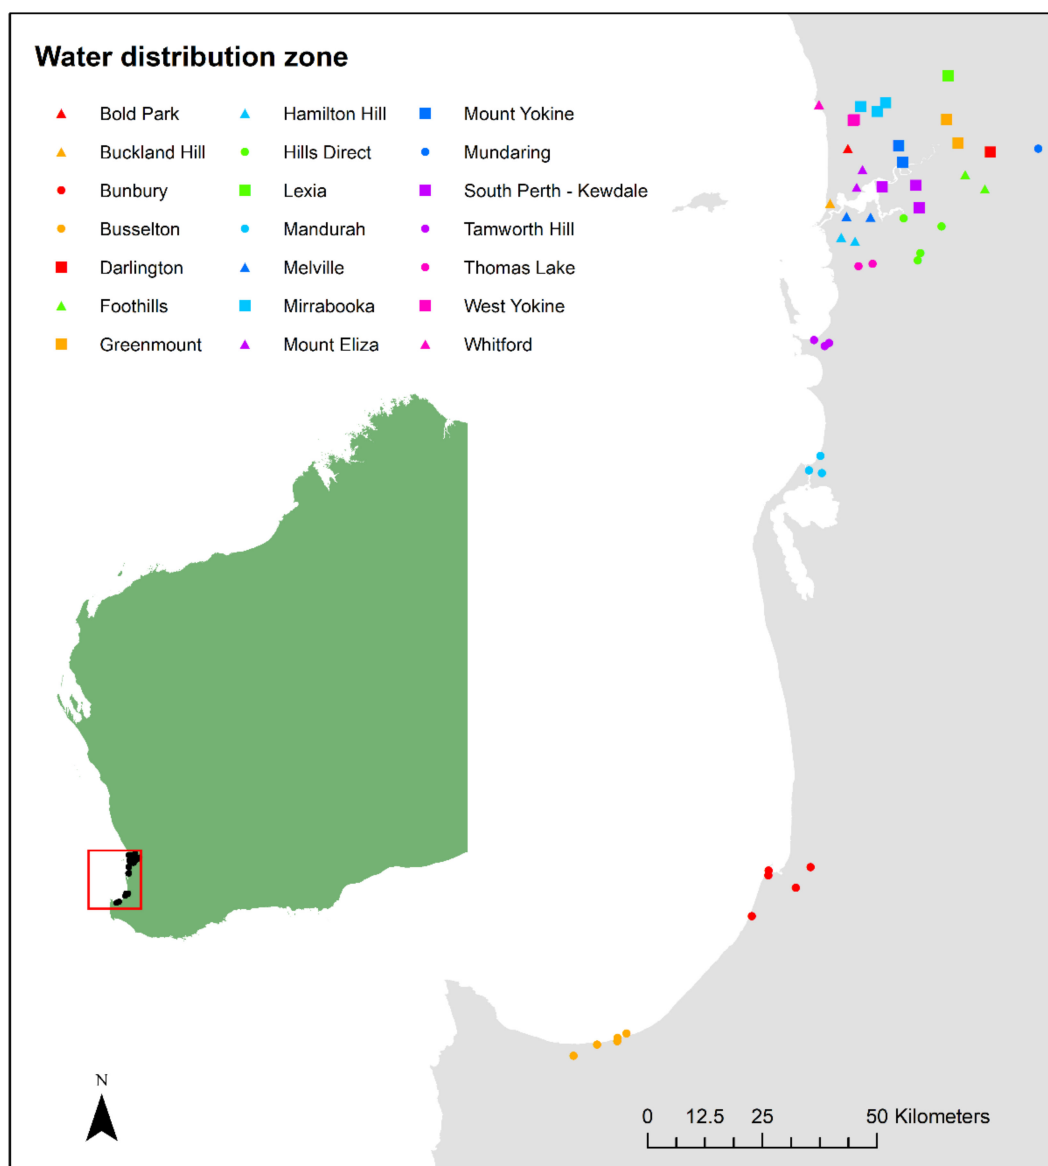 Water distribution zone
Bold Park Hamilton Hill Mount Yokine
Buckland Hill Hills Direct Mundaring
Bunbury Lexia South Perth - Kewdale
Busselton Mandurah Tamworth Hill
Darlington Melville Thomas Lake
Foothills Mirrabooka West Yokine
Greenmount Mount Eliza Whitford
N
0 12.5 25 50 Kilometers